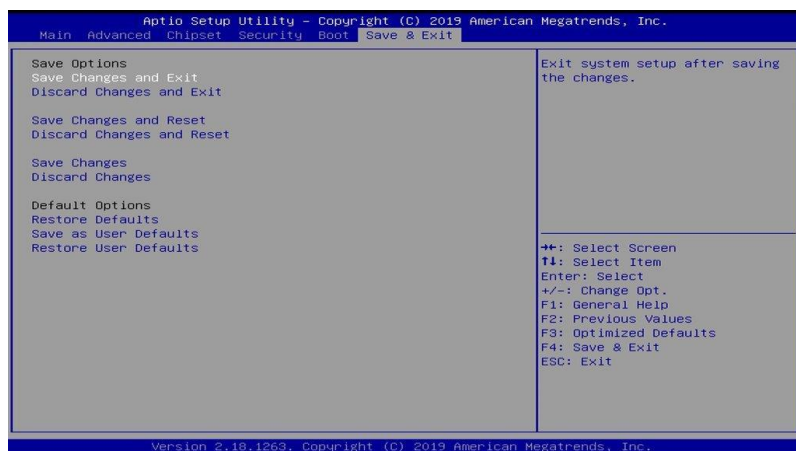 Aptio Setup Utility – Copyright (C) 2019 American Megatrends, Inc.
Main Advanced Chipset Security Boot Save & Exit
Save Options
Save Changes and Exit
Discard Changes and Exit
Save Changes and Reset
Discard Changes and Reset
Save Changes
Discard Changes
Default Options
Restore Defaults
Save as User Defaults
Restore User Defaults
Exit system setup after saving
the changes.
→←: Select Screen
↑↓: Select Item
Enter: Select
+/-: Change Opt.
F1: General Help
F2: Previous Values
F3: Optimized Defaults
F4: Save & Exit
ESC: Exit
Version 2.18.1263. Copyright (C) 2019 American Megatrends, Inc.